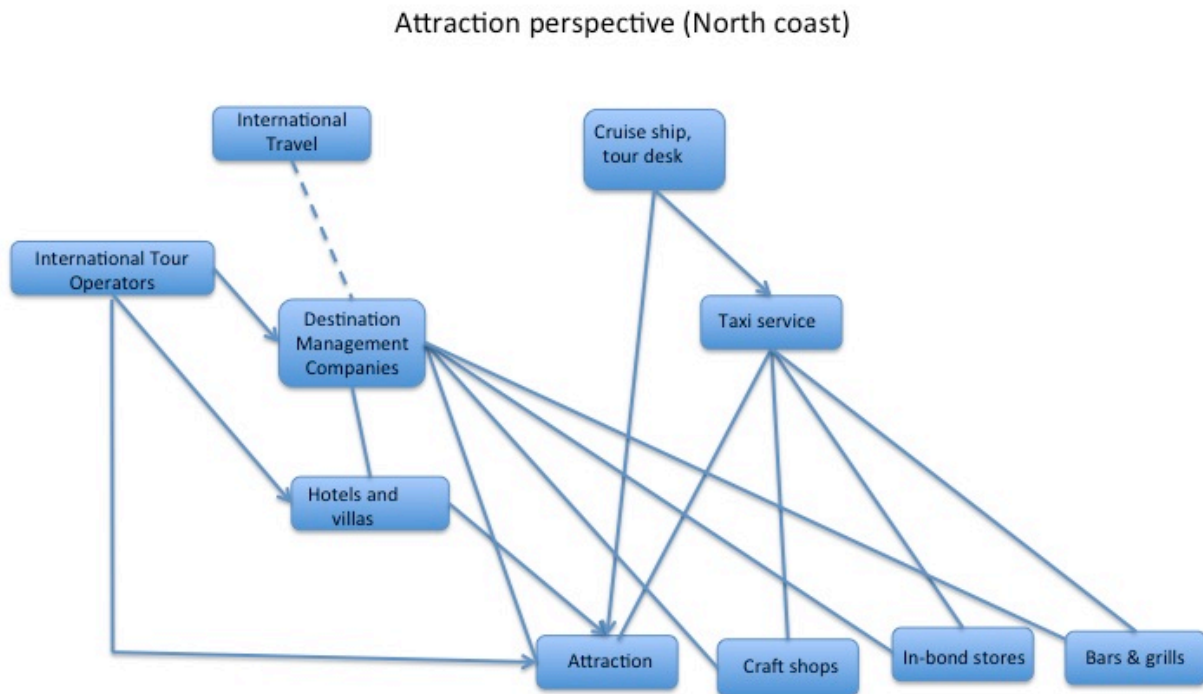 Attraction perspective (North coast)
International
Travel
Cruise ship,
tour desk
International Tour
Operators
Destination
Management
Companies
Taxi service
Hotels and
villas
Attraction
Craft shops
In-bond stores
Bars & grills